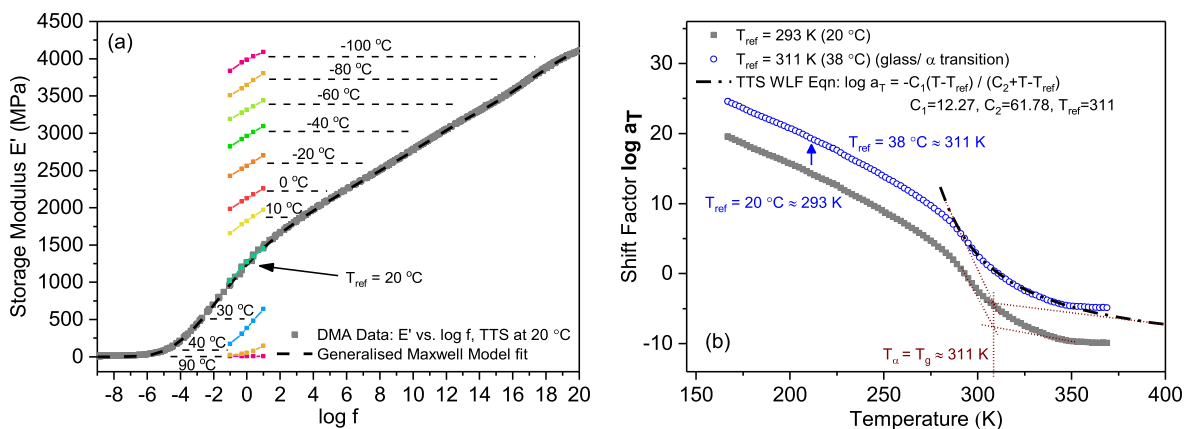 (a)
4500
4000
3500
3000
2500
2000
1500
1000
500
0
Storage Modulus E' (MPa)
-100 °C
-80 °C
-60 °C
-40 °C
-20 °C
0 °C
10 °C
T_ref = 20 °C
30 °C
40 °C
90 °C
DMA Data: E' vs. log f, TTS at 20 °C
Generalised Maxwell Model fit
-8 -6 -4 -2 0 2 4 6 8 10 12 14 16 18 20
log f
T_ref = 293 K (20 °C)
T_ref = 311 K (38 °C) (glass/ α transition)
TTS WLF Eqn: log a_T = -C_1(T-T_ref) / (C_2+T-T_ref)
C_1=12.27, C_2=61.78, T_ref=311
30
20
10
0
-10
Shift Factor log a_T
T_ref = 38 °C ≈ 311 K
T_ref = 20 °C ≈ 293 K
T_α = T_g ≈ 311 K
(b)
150 200 250 300 350 400
Temperature (K)